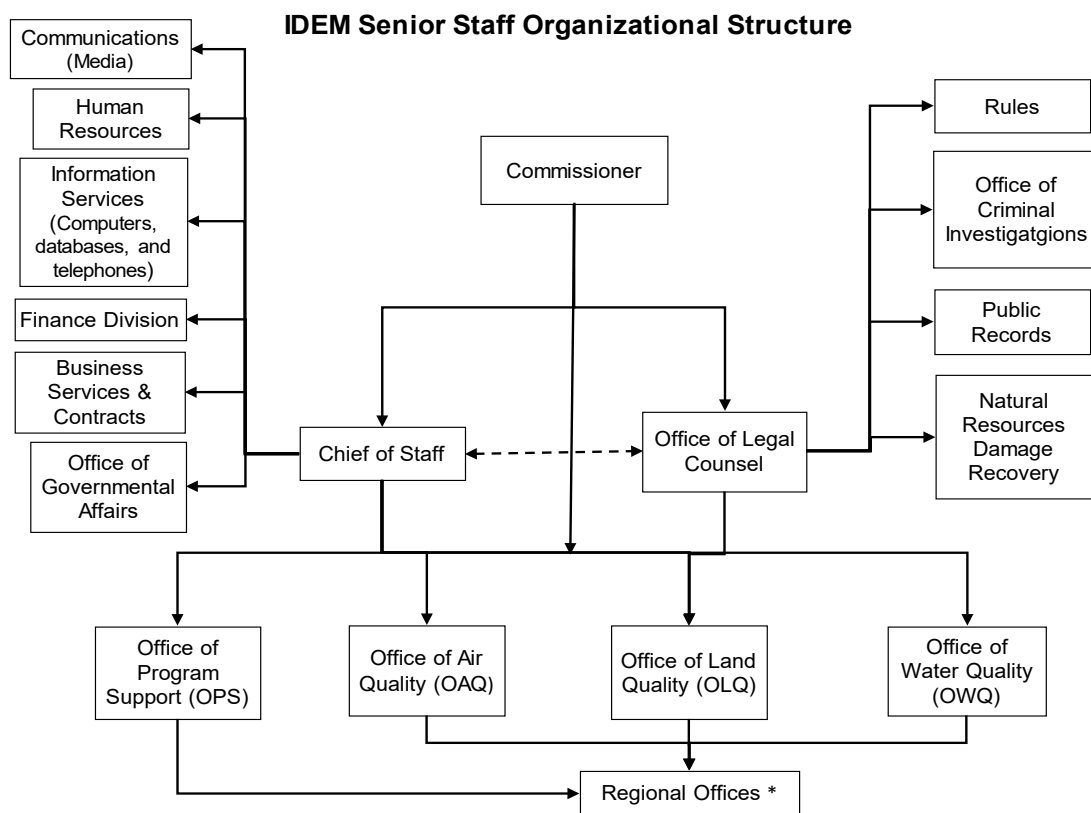 IDEM Senior Staff Organizational Structure
Communications
(Media)
Human
Resources
Information
Services
(Computers,
databases, and
telephones)
Finance Division
Business
Services &
Contracts
Office of
Governmental
Affairs
Commissioner
Chief of Staff
Office of Legal
Counsel
Rules
Office of
Criminal
Investigatgions
Public
Records
Natural
Resources
Damage
Recovery
Office of
Program
Support (OPS)
Office of Air
Quality (OAQ)
Office of Land
Quality (OLQ)
Office of
Water Quality
(OWQ)
Regional Offices *